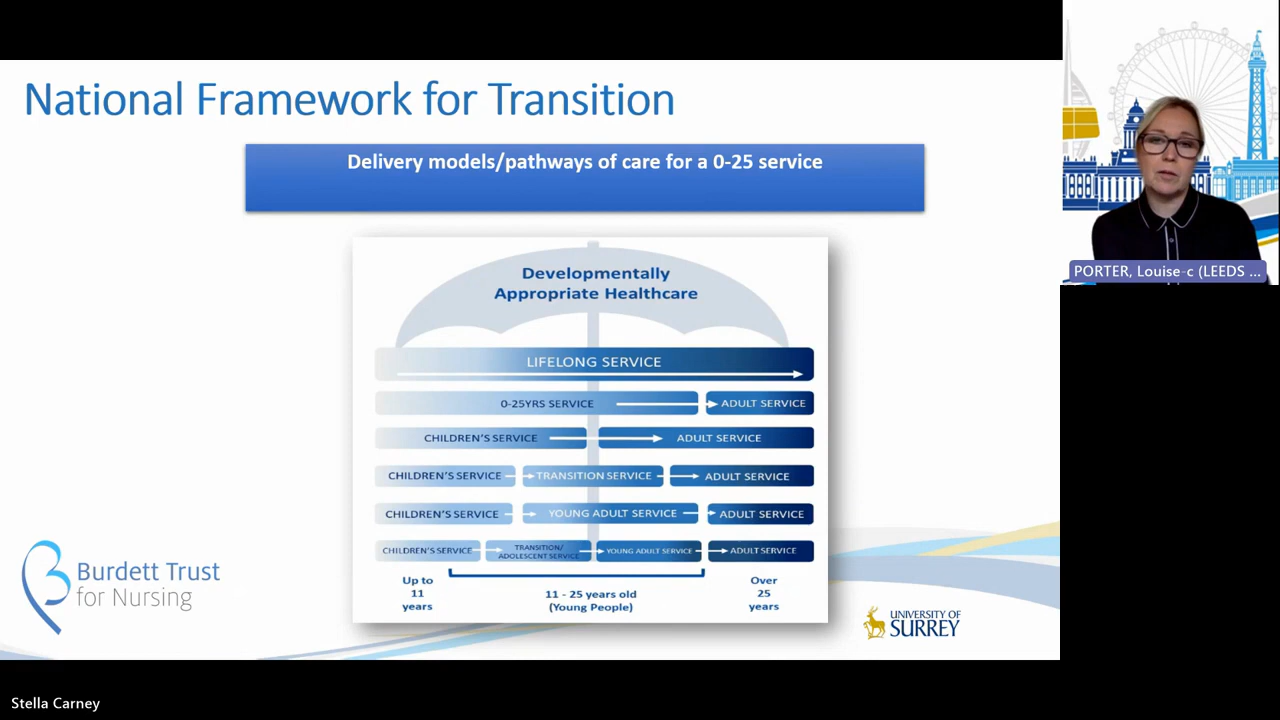 National Framework for Transition
Delivery models/pathways of care for a 0-25 service
Developmentally
Appropriate Healthcare
LIFELONG SERVICE
0-25YRS SERVICE
ADULT SERVICE
CHILDREN'S SERVICE
ADULT SERVICE
CHILDREN'S SERVICE
TRANSITION SERVICE
ADULT SERVICE
CHILDREN'S SERVICE
YOUNG ADULT SERVICE
ADULT SERVICE
CHILDREN'S SERVICE
TRANSITION/
ADOLESCENT SERVICE
YOUNG ADULT SERVICE
ADULT SERVICE
Up to
11
years
11 - 25 years old
(Young People)
Over
25
years
Burdett Trust
for Nursing
UNIVERSITY OF
SURREY
PORTER, Louise-c (LEEDS ...
Stella Carney